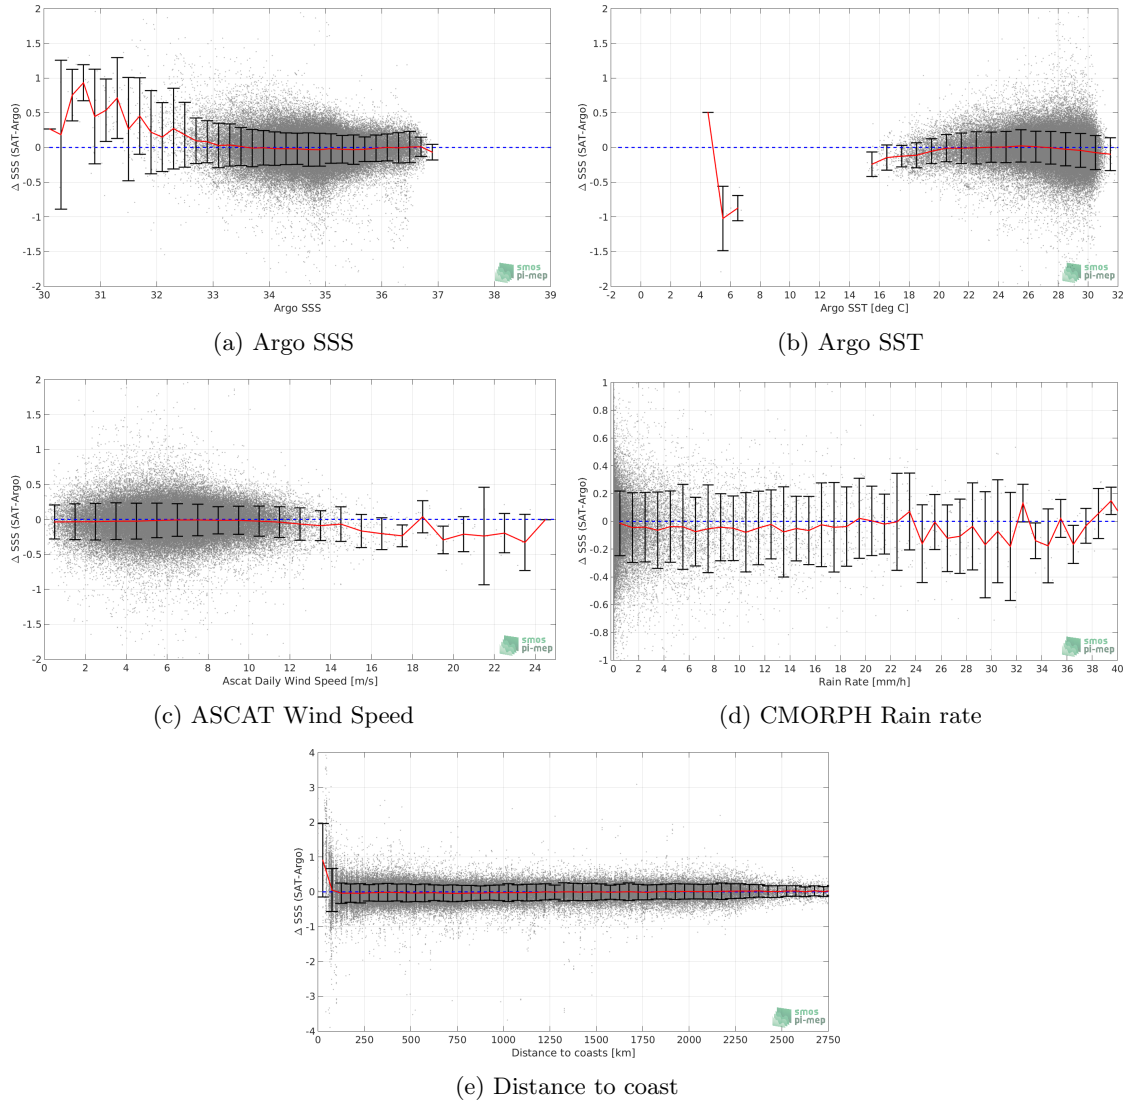 2
1.5
1
0.5
0
-0.5
-1
-1.5
-2
Δ SSS (SAT-Argo)
30 31 32 33 34 35 36 37 38 39
Argo SSS
smos
pi-mep
(a) Argo SSS
2
1.5
1
0.5
0
-0.5
-1
-1.5
-2
Δ SSS (SAT-Argo)
-2 0 2 4 6 8 10 12 14 16 18 20 22 24 26 28 30 32
Argo SST [deg C]
smos
pi-mep
(b) Argo SST
2
1.5
1
0.5
0
-0.5
-1
-1.5
-2
Δ SSS (SAT-Argo)
0 2 4 6 8 10 12 14 16 18 20 22 24
Ascat Daily Wind Speed [m/s]
smos
pi-mep
(c) ASCAT Wind Speed
1
0.8
0.6
0.4
0.2
0
-0.2
-0.4
-0.6
-0.8
-1
Δ SSS (SAT-Argo)
0 2 4 6 8 10 12 14 16 18 20 22 24 26 28 30 32 34 36 38 40
Rain Rate [mm/h]
smos
pi-mep
(d) CMORPH Rain rate
4
3
2
1
0
-1
-2
-3
-4
Δ SSS (SAT-Argo)
0 250 500 750 1000 1250 1500 1750 2000 2250 2500 2750
Distance to coasts [km]
smos
pi-mep
(e) Distance to coast